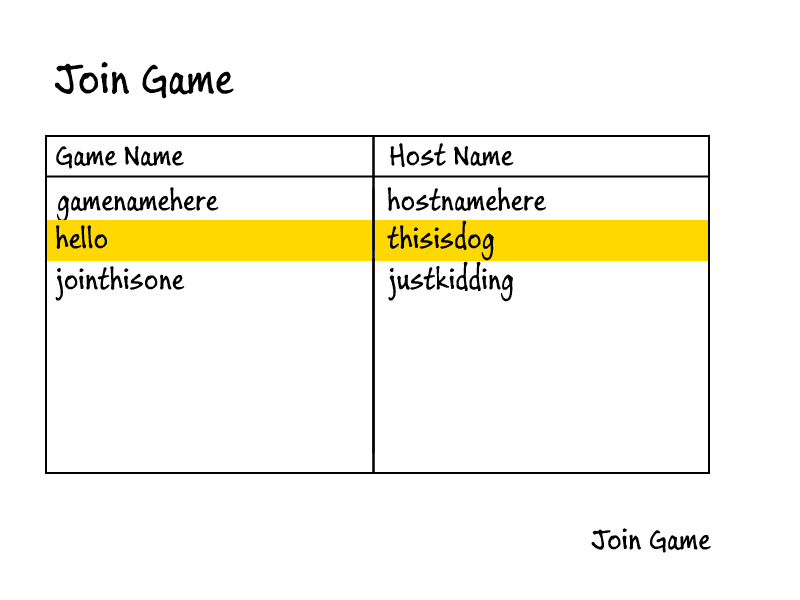 Join Game
Game Name Host Name
gamenamehere hostnamehere
hello thisisdog
jointhisone justkidding
Join Game